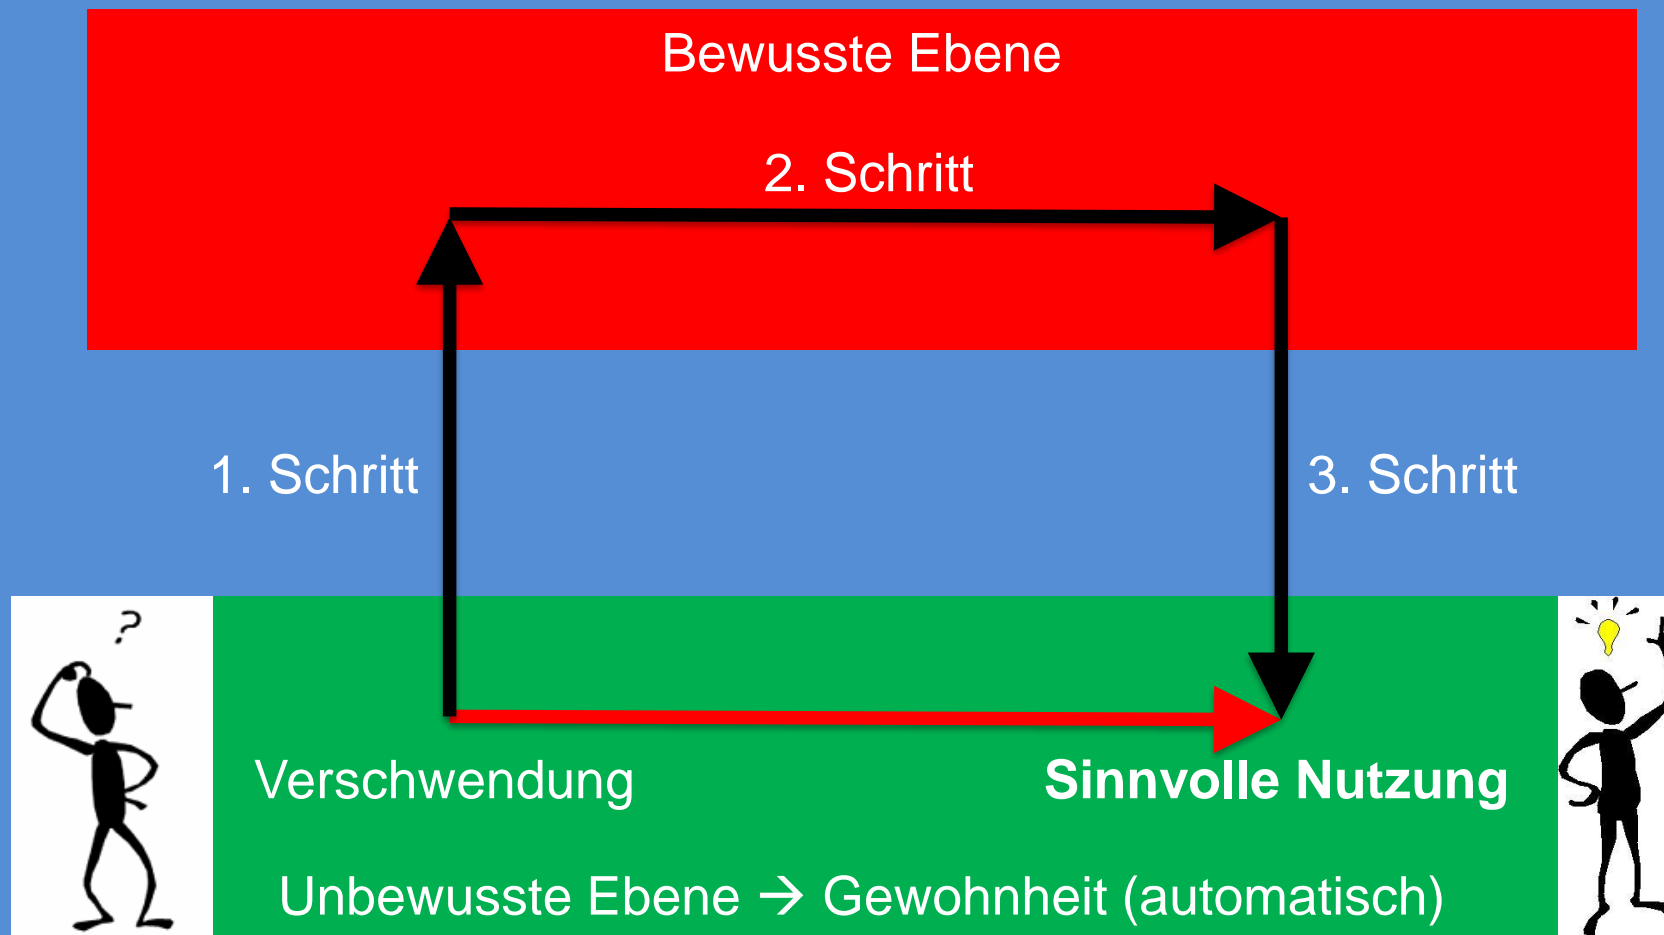 Bewusste Ebene
2. Schritt
1. Schritt
3. Schritt
?
Verschwendung
Sinnvolle Nutzung
Unbewusste Ebene → Gewohnheit (automatisch)